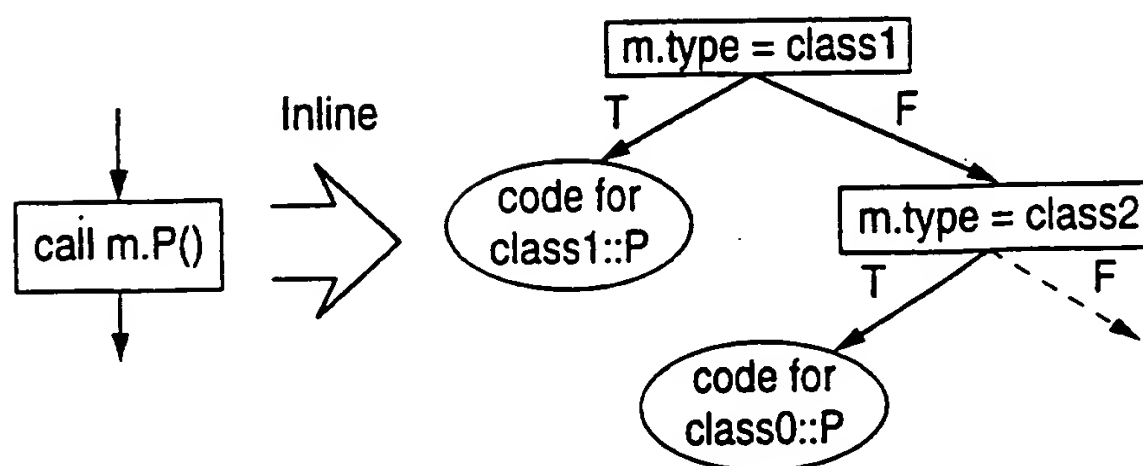 m.type = class1
Inline
T
F
code for
class1::P
call m.P()
m.type = class2
T
F
code for
class0::P